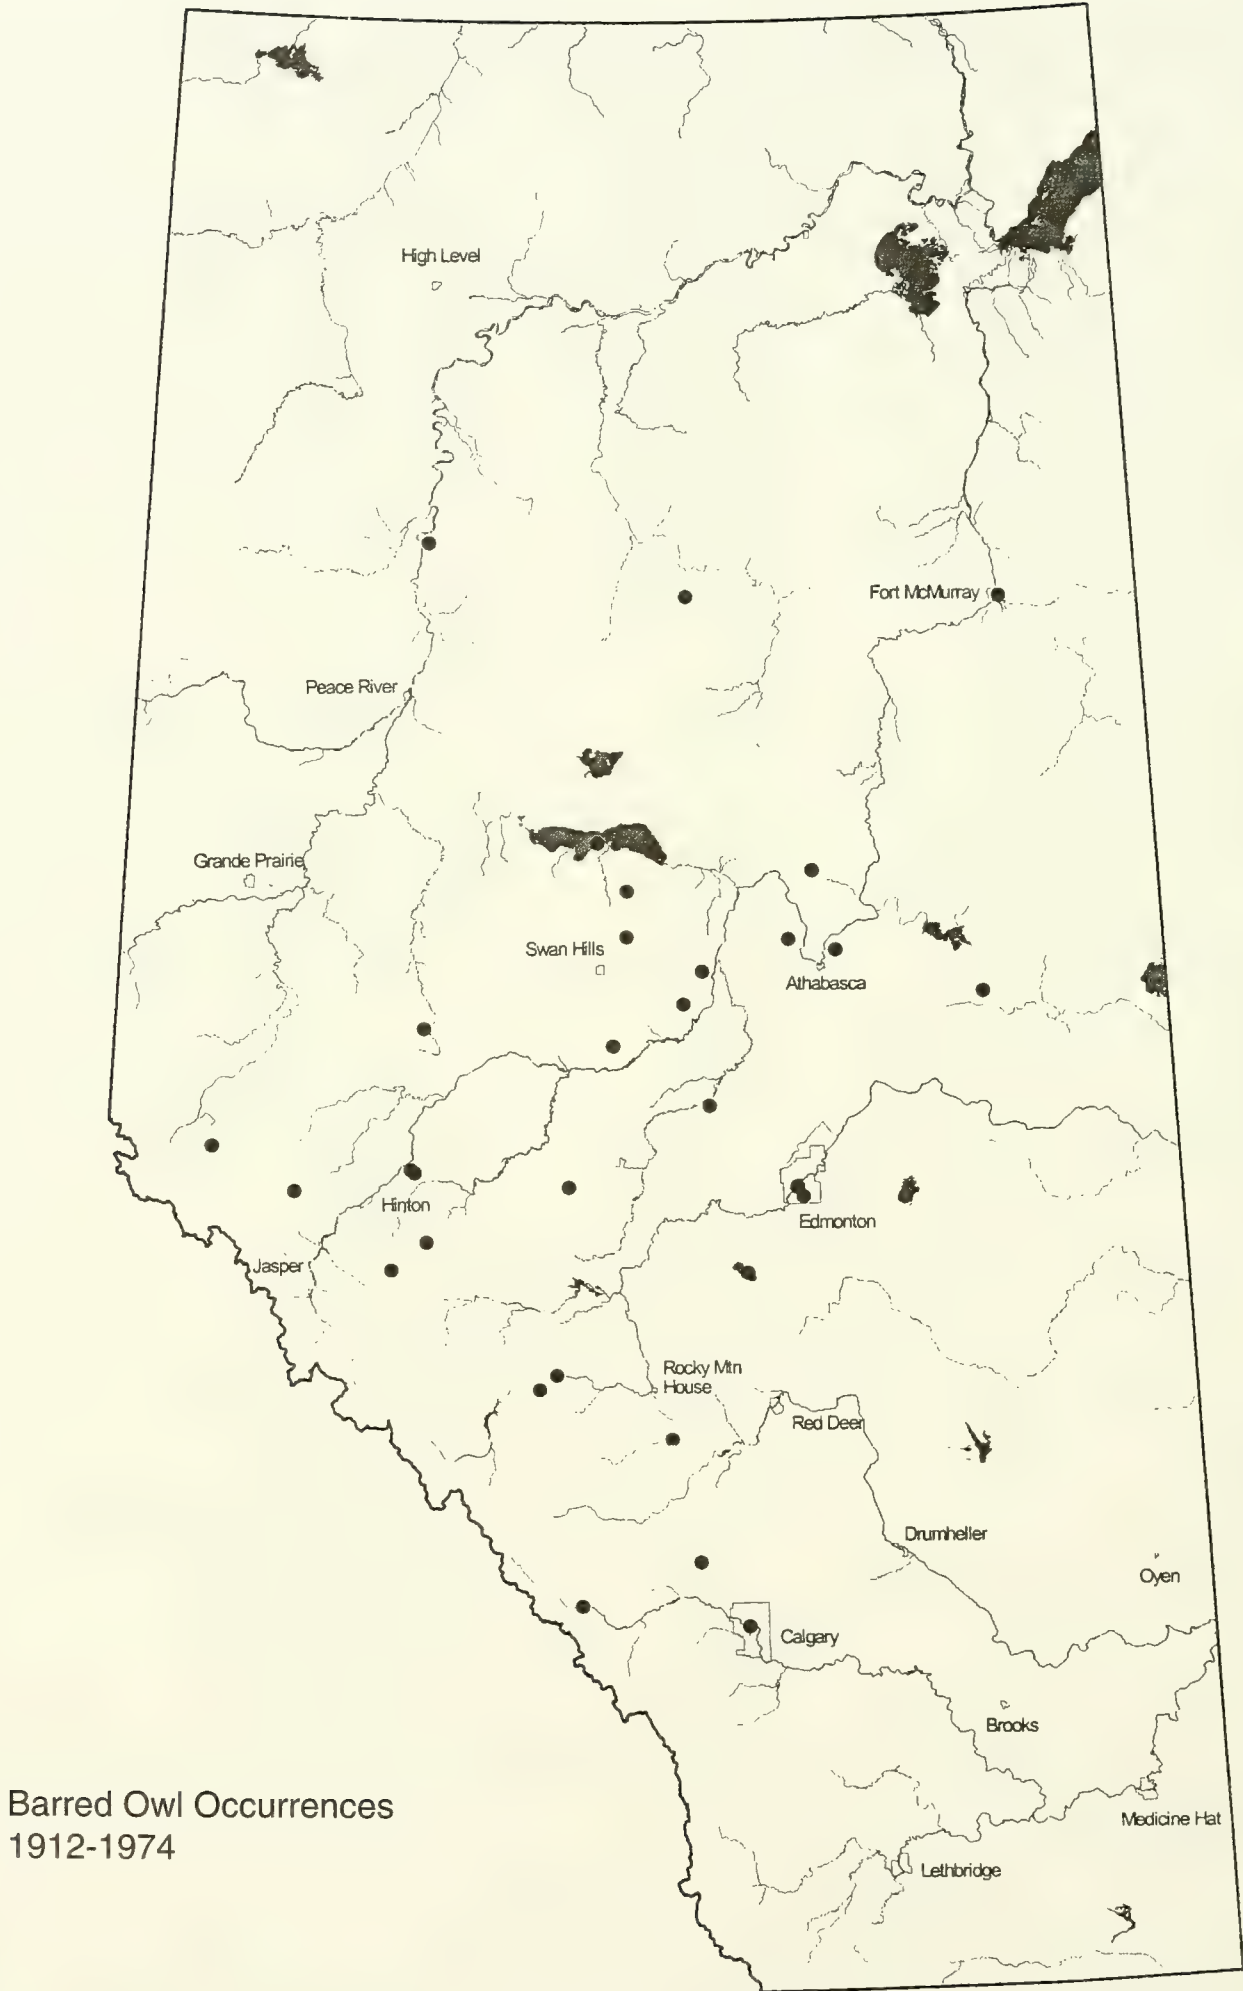 High Level
Fort McMurray
Peace River
Grande Prairie
Swan Hills
Athabasca
Hinton
Edmonton
Jasper
Rocky Mtn
House
Red Deer
Drumheller
Oyen
Calgary
Brooks
Medicine Hat
Lethbridge
Barred Owl Occurrences
1912-1974